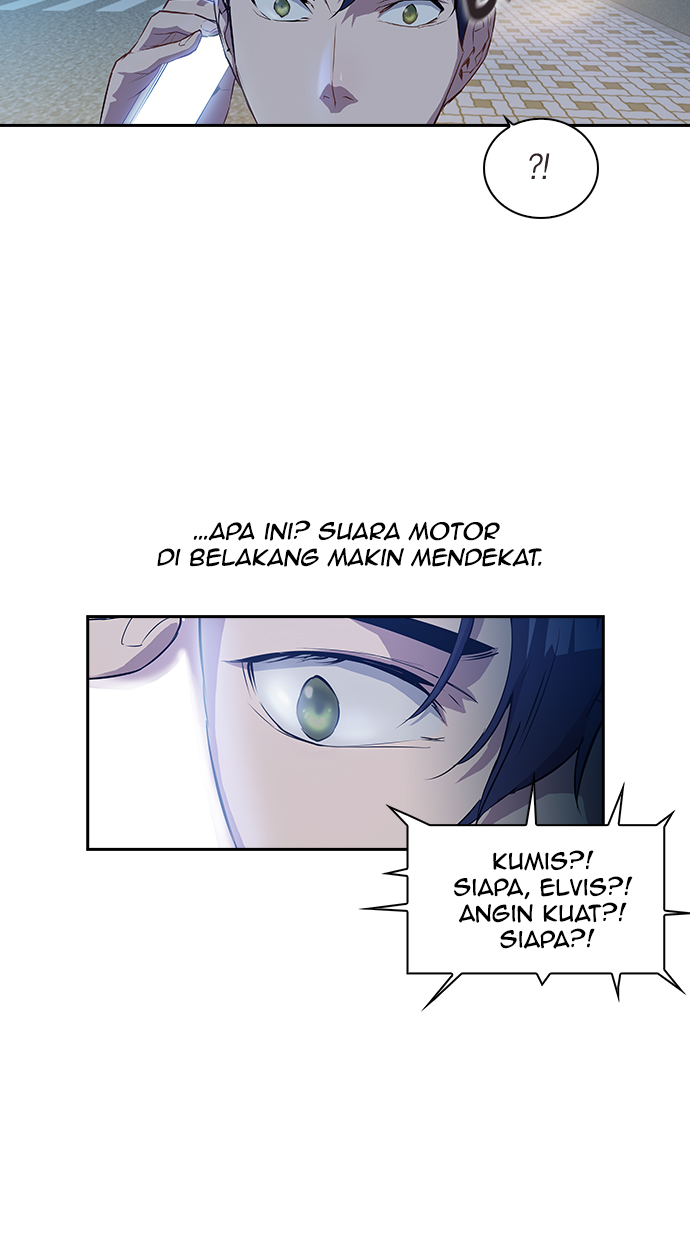 ?!
...APA INI? SUARA MOTOR
DI BELAKANG MAKIN MENDEKAT.
KUMIS?!
SIAPA, ELVIS?!
ANGIN KUAT?!
SIAPA?!